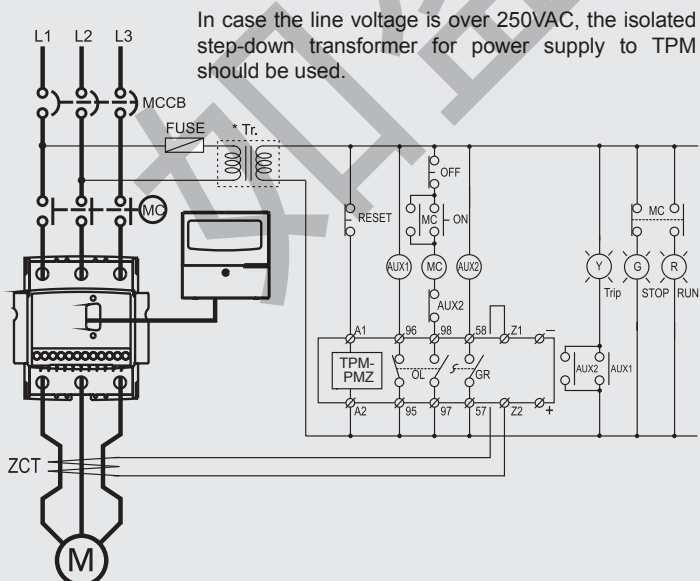 In case the line voltage is over 250VAC, the isolated
step-down transformer for power supply to TPM
should be used.
L1 L2 L3
MCCB
FUSE
* Tr.
OFF
MC
RESET
MC ON
MC
AUX1 MC AUX2
Y G R
Trip STOP RUN
AUX2
A1 96 98 58 Z1 −
TPM-
PMZ
OL GR
AUX2 AUX1
A2 95 97 57 Z2 +
ZCT
M